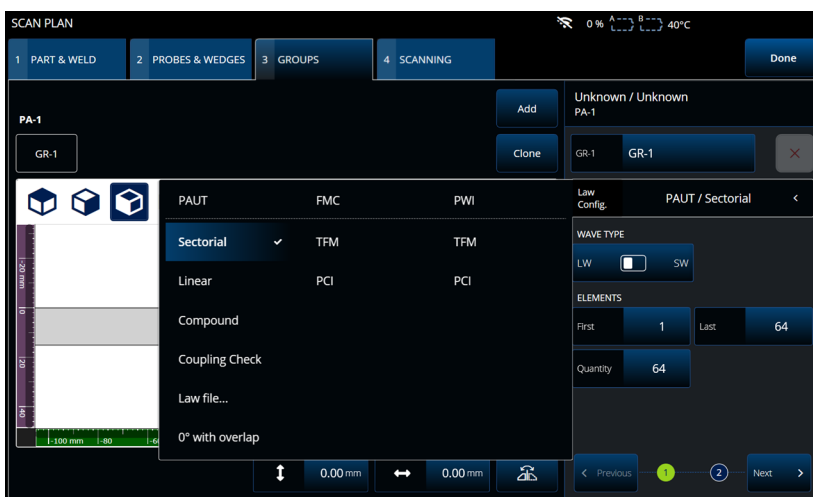 SCAN PLAN
0 % A B 40°C
1 PART & WELD 2 PROBES & WEDGES 3 GROUPS 4 SCANNING Done
PA-1
Add
Unknown / Unknown
PA-1
GR-1
Clone
GR-1 GR-1
PAUT FMC PWI
Sectorial TFM TFM
Linear PCI PCI
Compound
Coupling Check
Law file...
0° with overlap
Law Config. PAUT / Sectorial
WAVE TYPE
LW SW
ELEMENTS
First 1 Last 64
Quantity 64
-20 mm
0
20
40
-100 mm -80
0.00 mm 0.00 mm
Previous 1 2 Next